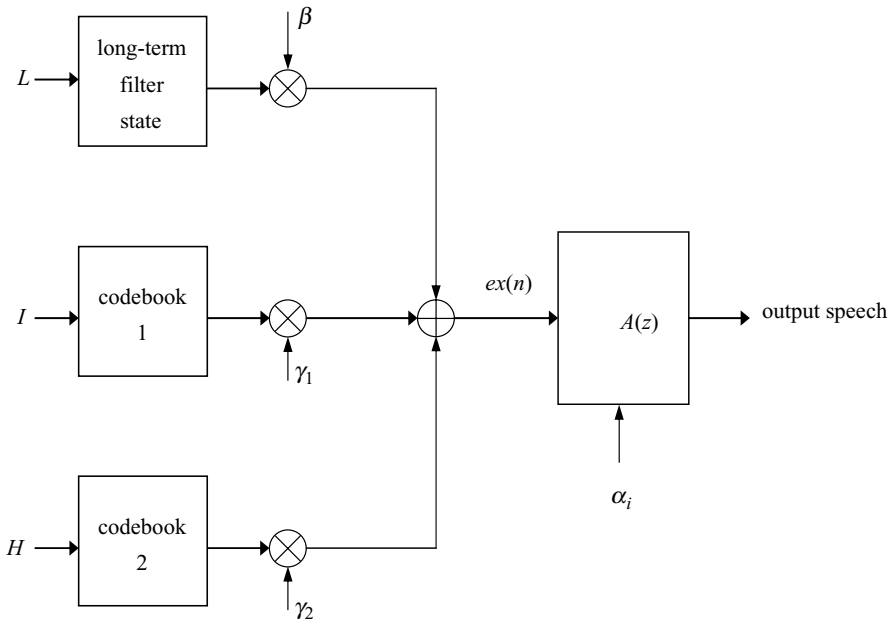 β
long-term
filter
state
L
codebook
1
I
γ1
ex(n)
A(z)
output speech
αi
codebook
2
H
γ2